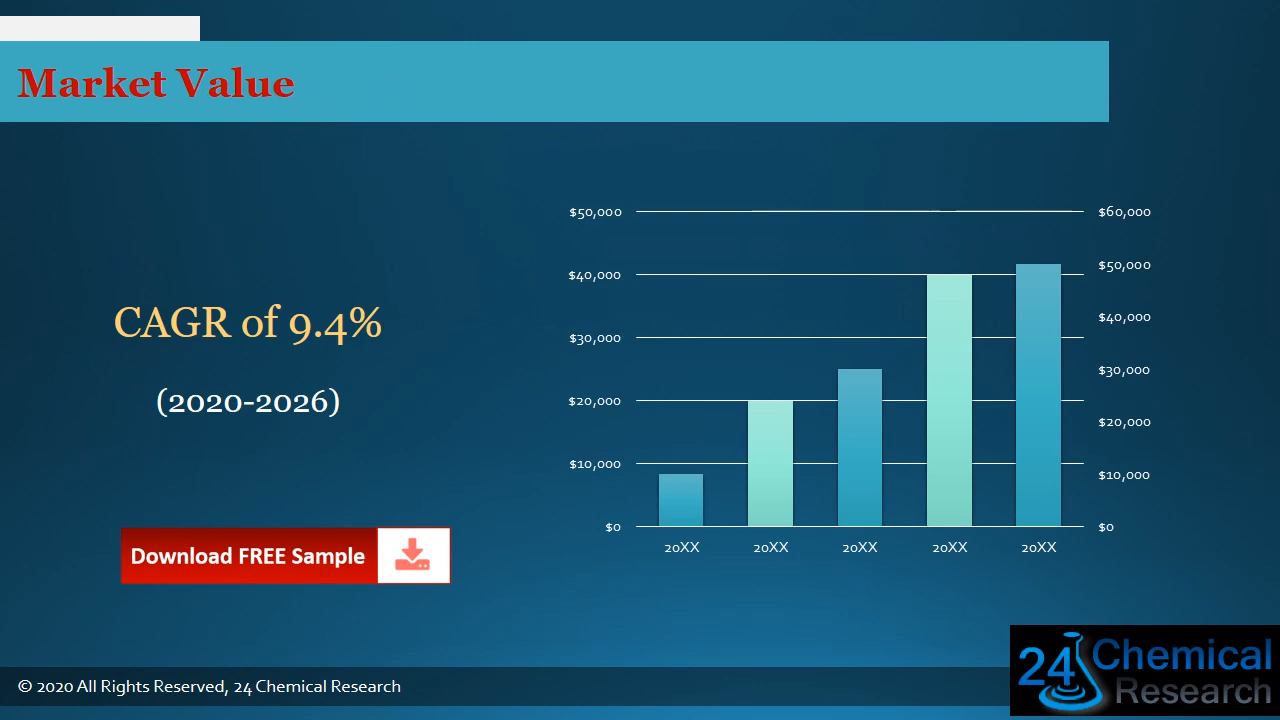 Market Value
CAGR of 9.4%
(2020-2026)
Download FREE Sample
$50,000
$40,000
$30,000
$20,000
$10,000
$0
$60,000
$50,000
$40,000
$30,000
$20,000
$10,000
$0
20XX 20XX 20XX 20XX 20XX
© 2020 All Rights Reserved, 24 Chemical Research
24 Chemical
Research